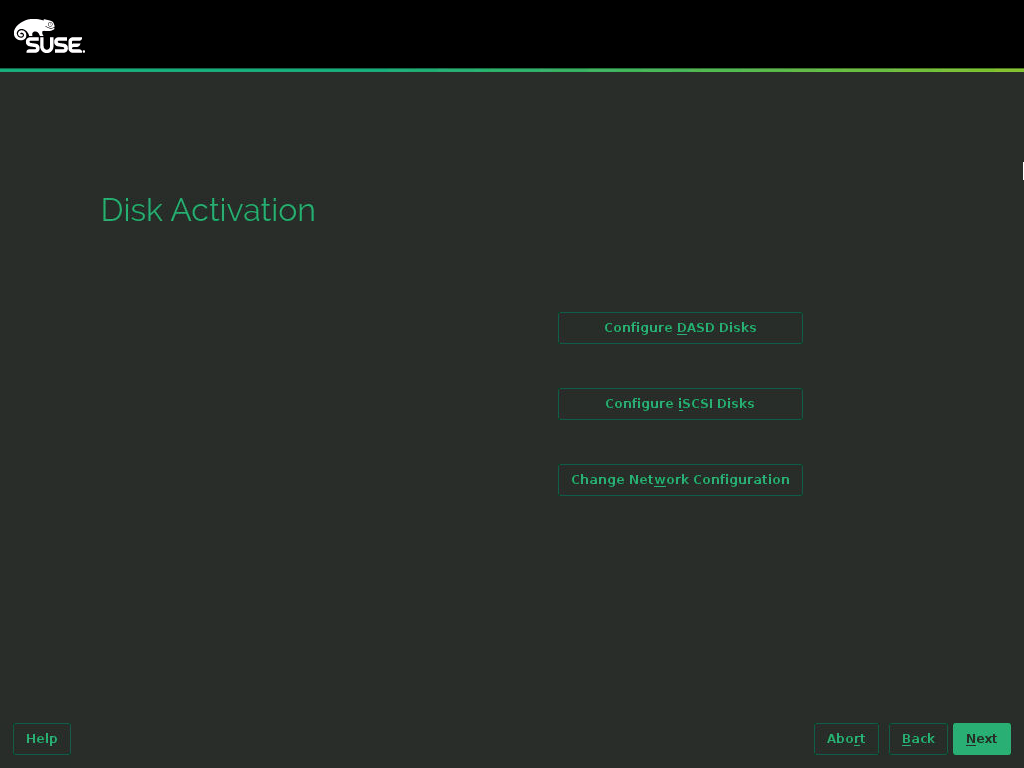 SUSE.
Disk Activation
Configure DASD Disks
Configure iSCSI Disks
Change Network Configuration
Help
Abort
Back
Next